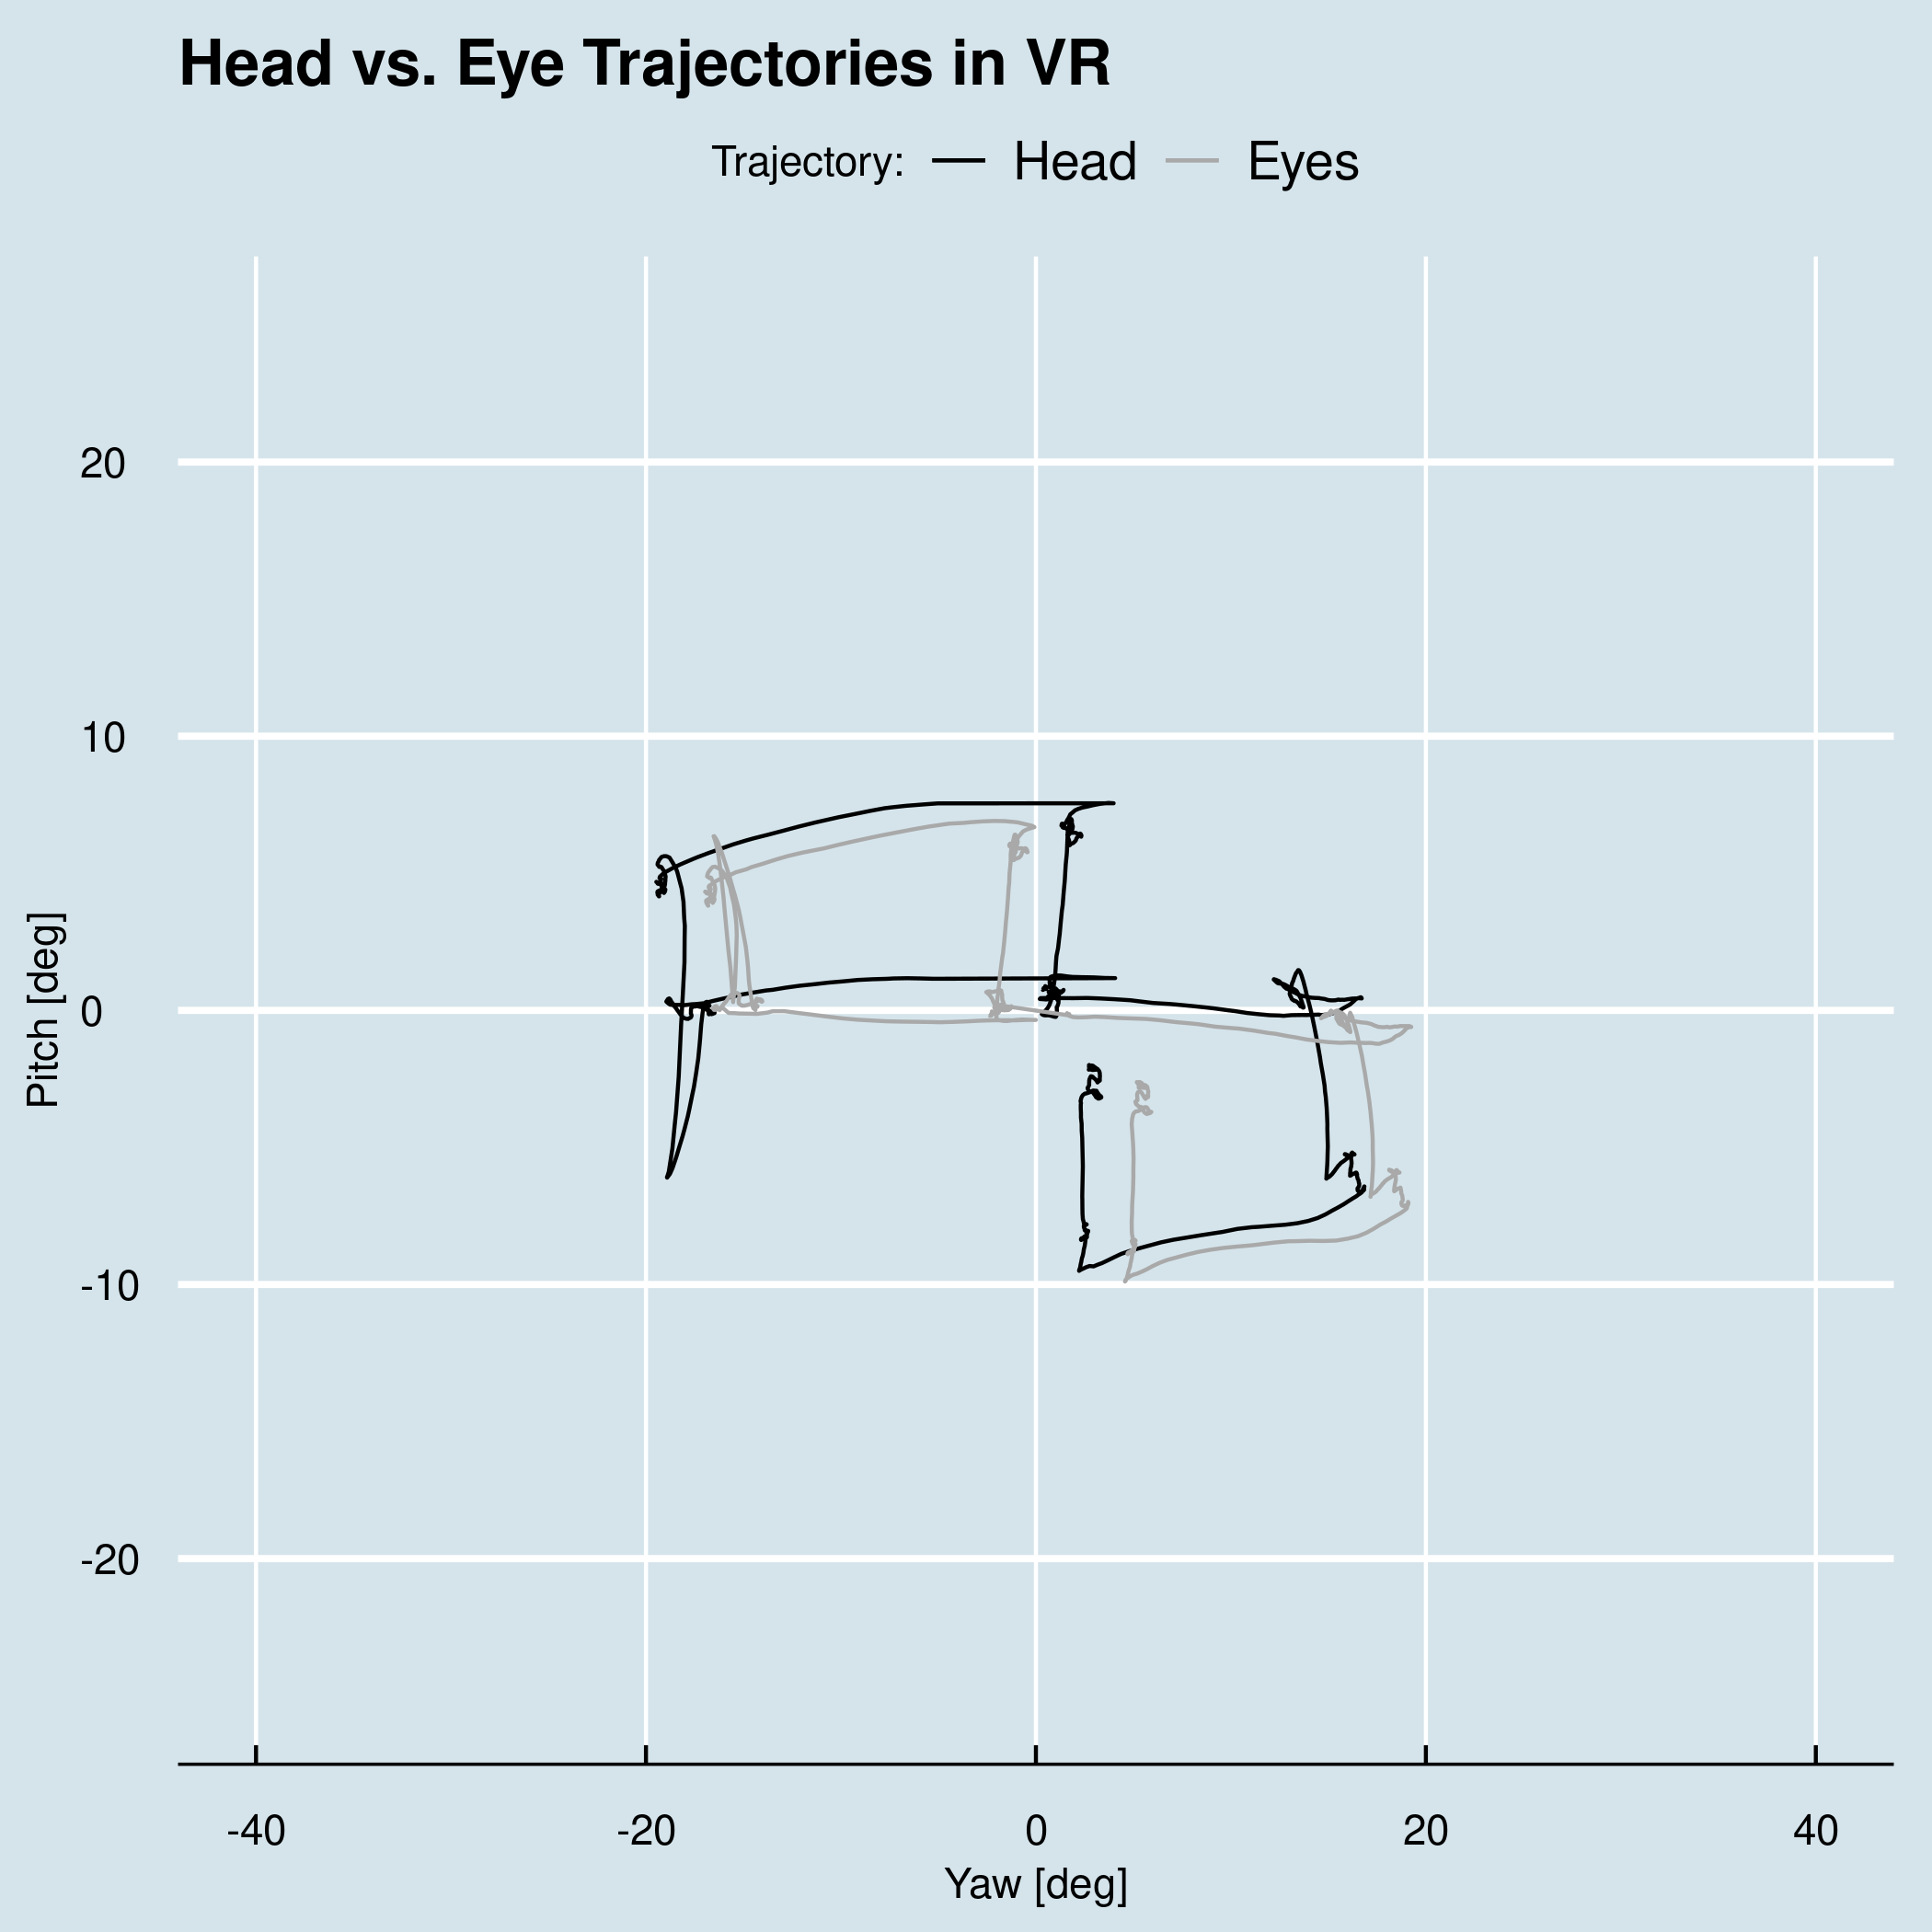 Head vs. Eye Trajectories in VR
Trajectory: Head Eyes
20
10
0
-10
-20
Pitch [deg]
-40 -20 0 20 40
Yaw [deg]